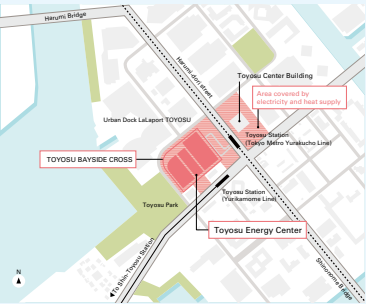 Harumi Bridge
Harumi-dori street
Toyosu Center Building
Area covered by
electricity and heat supply
Urban Dock LaLaport TOYOSU
Toyosu Station
(Tokyo Metro Yurakucho Line)
TOYOSU BAYSIDE CROSS
Toyosu Station
(Yurikamome Line)
Toyosu Park
Toyosu Energy Center
To Shin-Toyosu Station
Shinonome Bridge
N